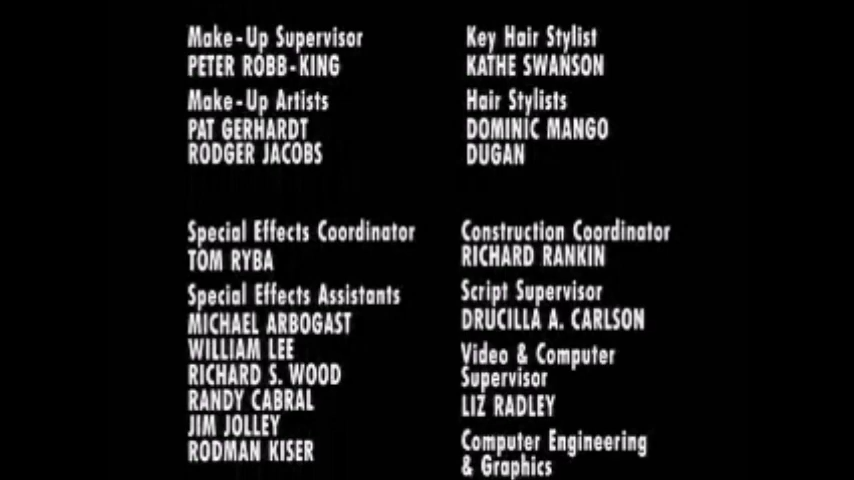 Make-Up Supervisor
PETER ROBB-KING
Make-Up Artists
PAT GERHARDT
RODGER JACOBS
Key Hair Stylist
KATHE SWANSON
Hair Stylists
DOMINIC MANGO
DUGAN
Special Effects Coordinator
TOM RYBA
Special Effects Assistants
MICHAEL ARBOGAST
WILLIAM LEE
RICHARD S. WOOD
RANDY CABRAL
JIM JOLLEY
RODMAN KISER
Construction Coordinator
RICHARD RANKIN
Script Supervisor
DRUCILLA A. CARLSON
Video & Computer
Supervisor
LIZ RADLEY
Computer Engineering
& Graphics